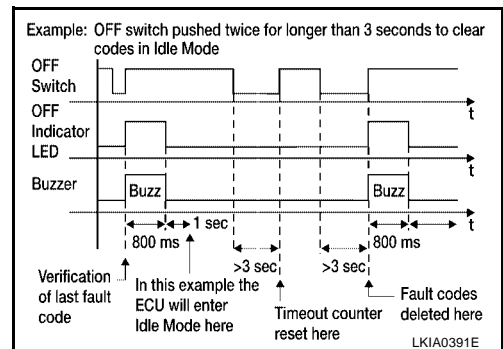 Example: OFF switch pushed twice for longer than 3 seconds to clear
codes in Idle Mode
OFF
Switch
t
OFF
Indicator
LED
t
Buzzer
Buzz
Buzz
t
1 sec
800 ms
>3 sec
>3 sec
800 ms
Verification
of last fault
code
In this example the
ECU will enter
Idle Mode here
Timeout counter
reset here
Fault codes
deleted here
LKIA0391E